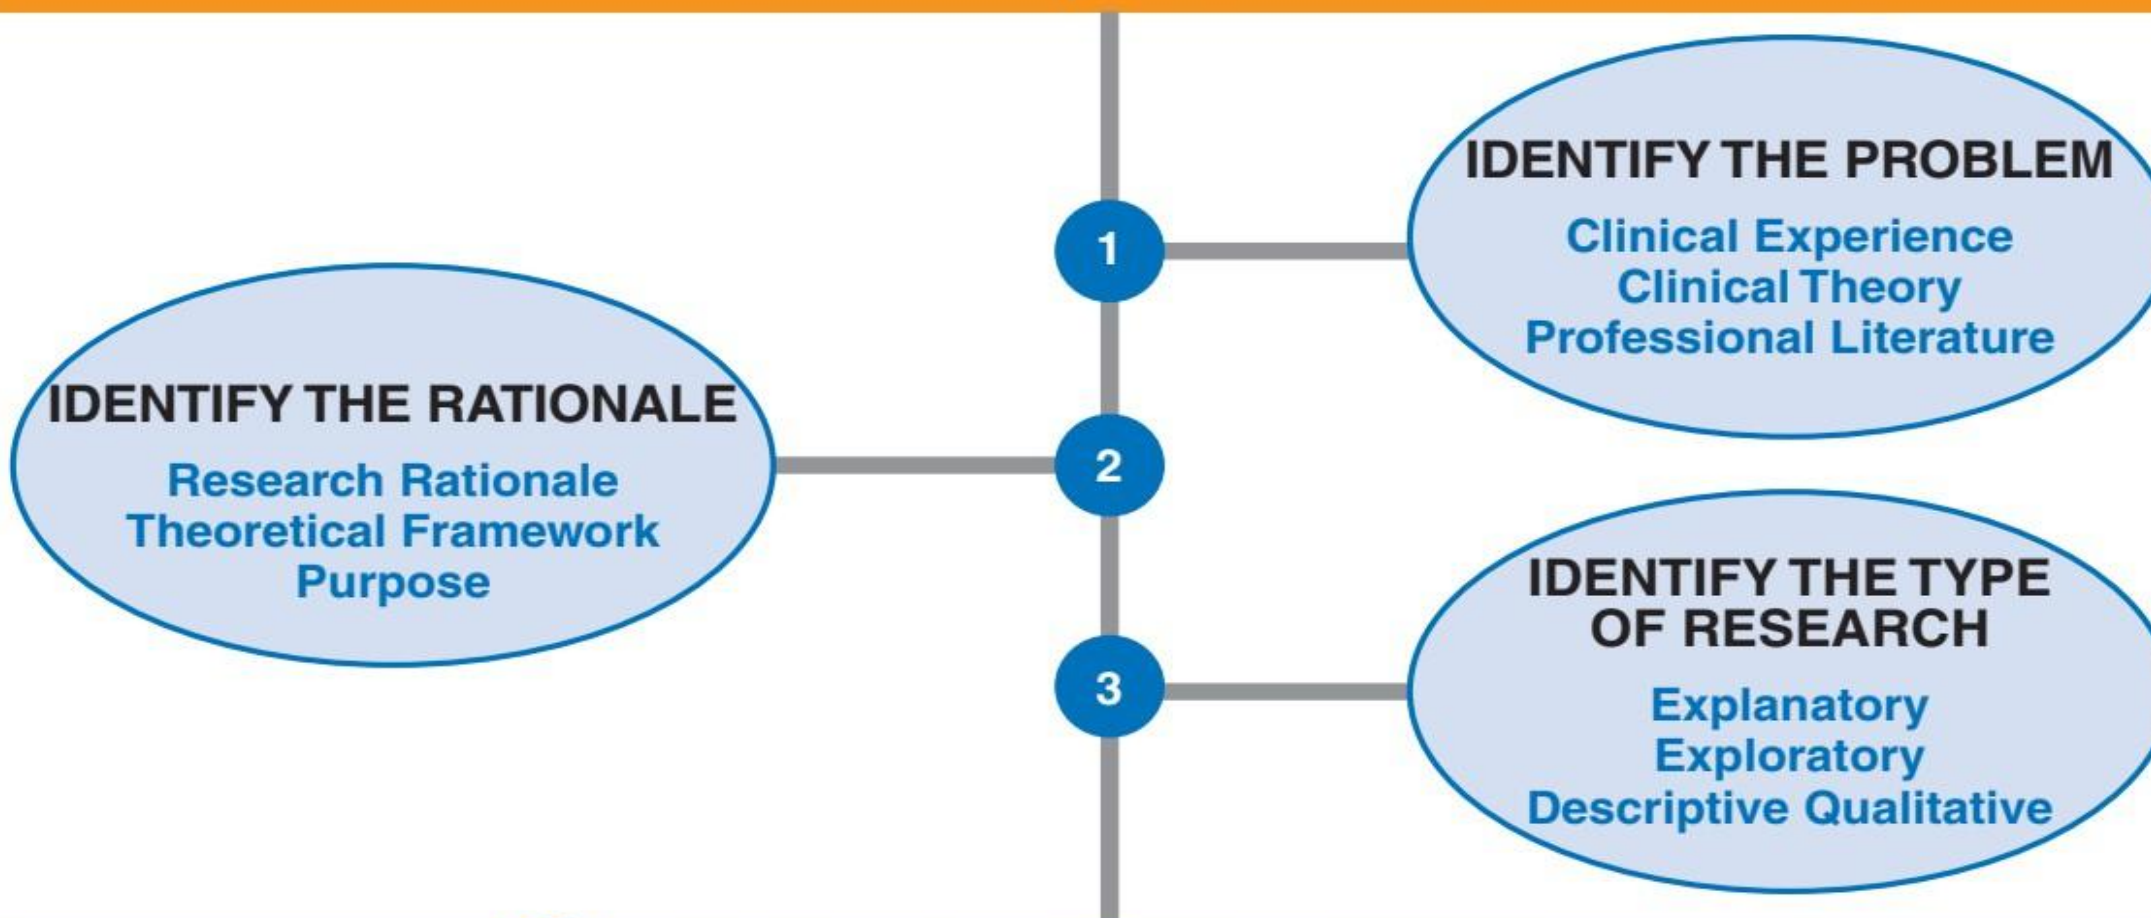 1
IDENTIFY THE PROBLEM
Clinical Experience
Clinical Theory
Professional Literature
2
IDENTIFY THE RATIONALE
Research Rationale
Theoretical Framework
Purpose
3
IDENTIFY THE TYPE
OF RESEARCH
Explanatory
Exploratory
Descriptive Qualitative